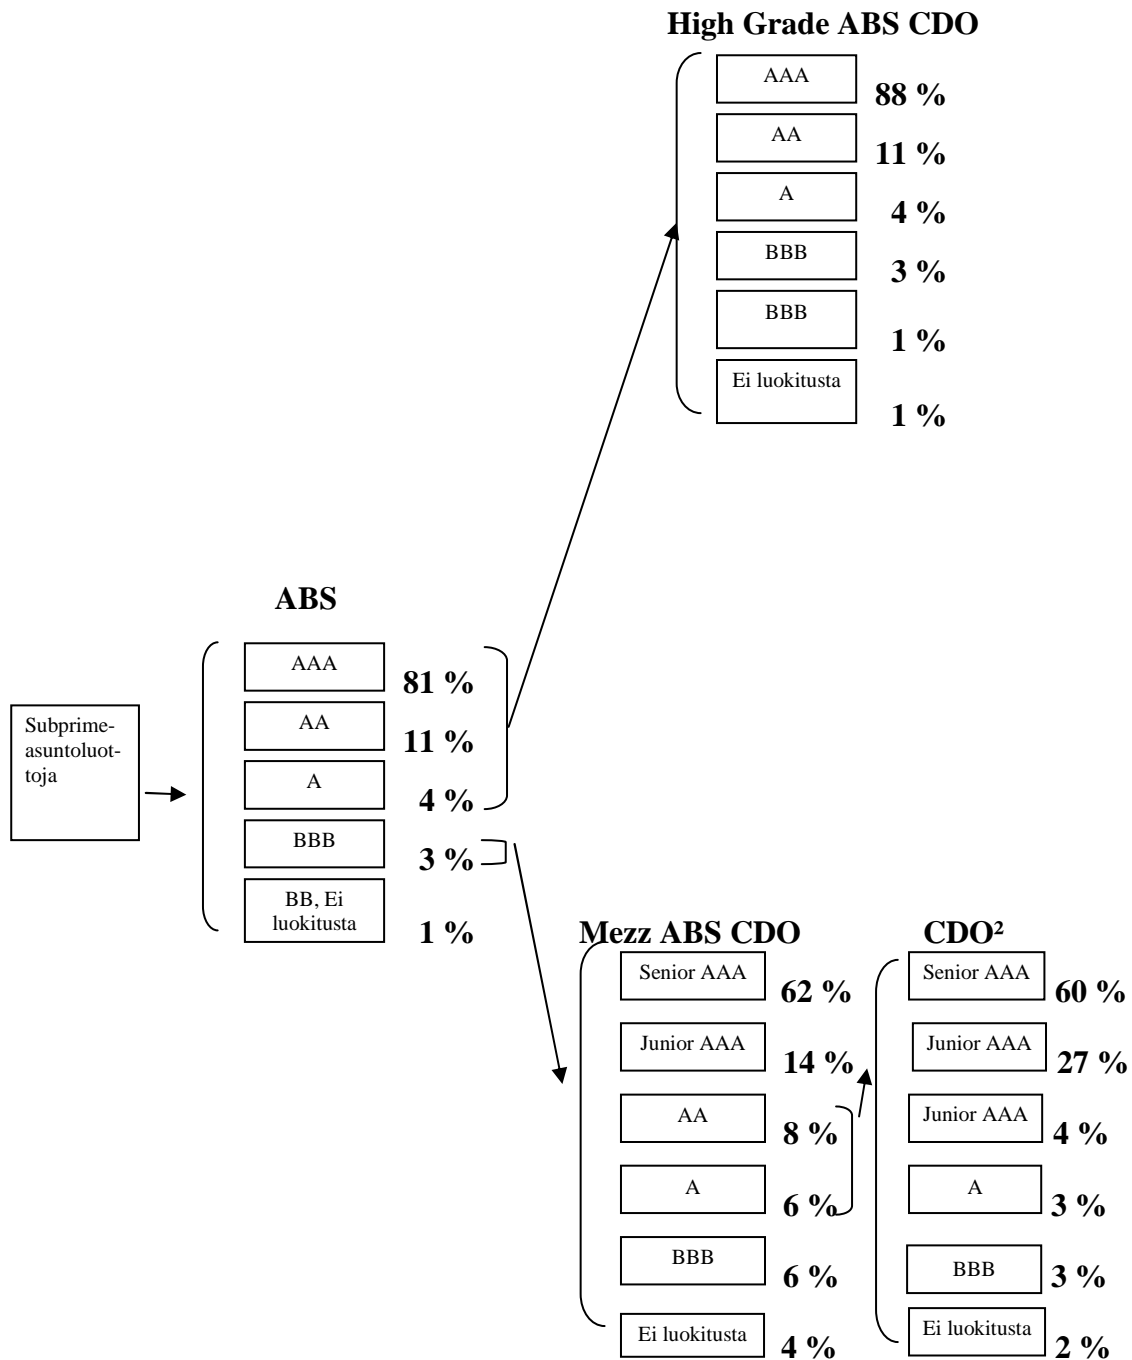 High Grade ABS CDO
AAA
88 %
AA
11 %
A
4 %
BBB
3 %
BBB
1 %
Ei luokitusta
1 %
ABS
Subprime-
asuntoluot-
toja
AAA
81 %
AA
11 %
A
4 %
BBB
3 %
BB, Ei
luokitusta
1 %
Mezz ABS CDO
Senior AAA
62 %
Junior AAA
14 %
AA
8 %
A
6 %
BBB
6 %
Ei luokitusta
4 %
CDO²
Senior AAA
60 %
Junior AAA
27 %
Junior AAA
4 %
A
3 %
BBB
3 %
Ei luokitusta
2 %